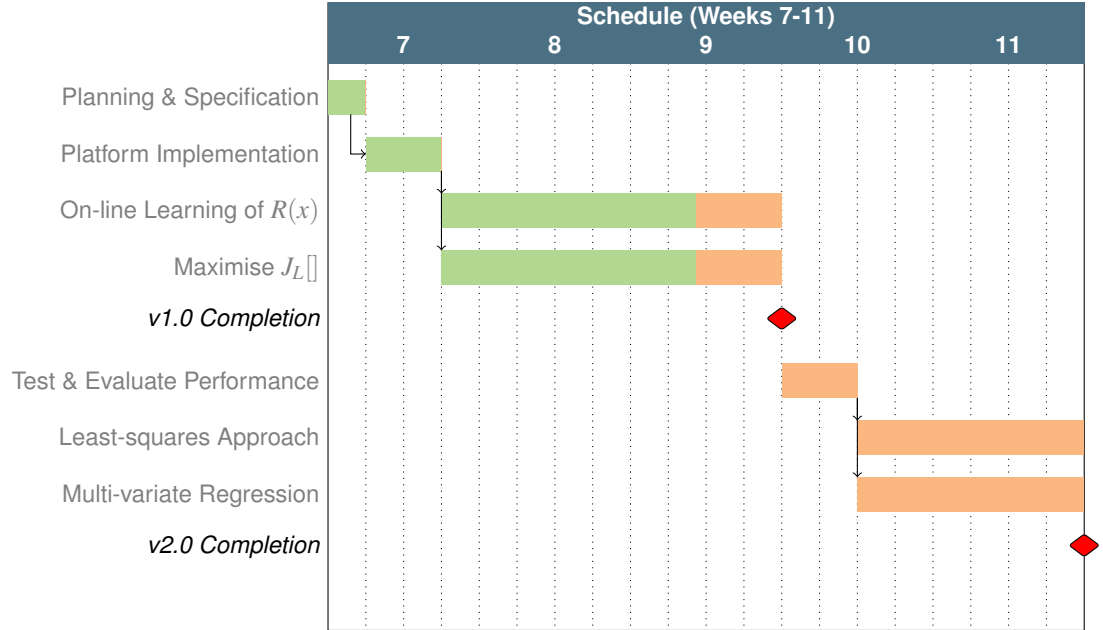 Schedule (Weeks 7-11)
7 8 9 10 11
Planning & Specification
Platform Implementation
On-line Learning of R(x)
Maximise J_L[]
v1.0 Completion
Test & Evaluate Performance
Least-squares Approach
Multi-variate Regression
v2.0 Completion